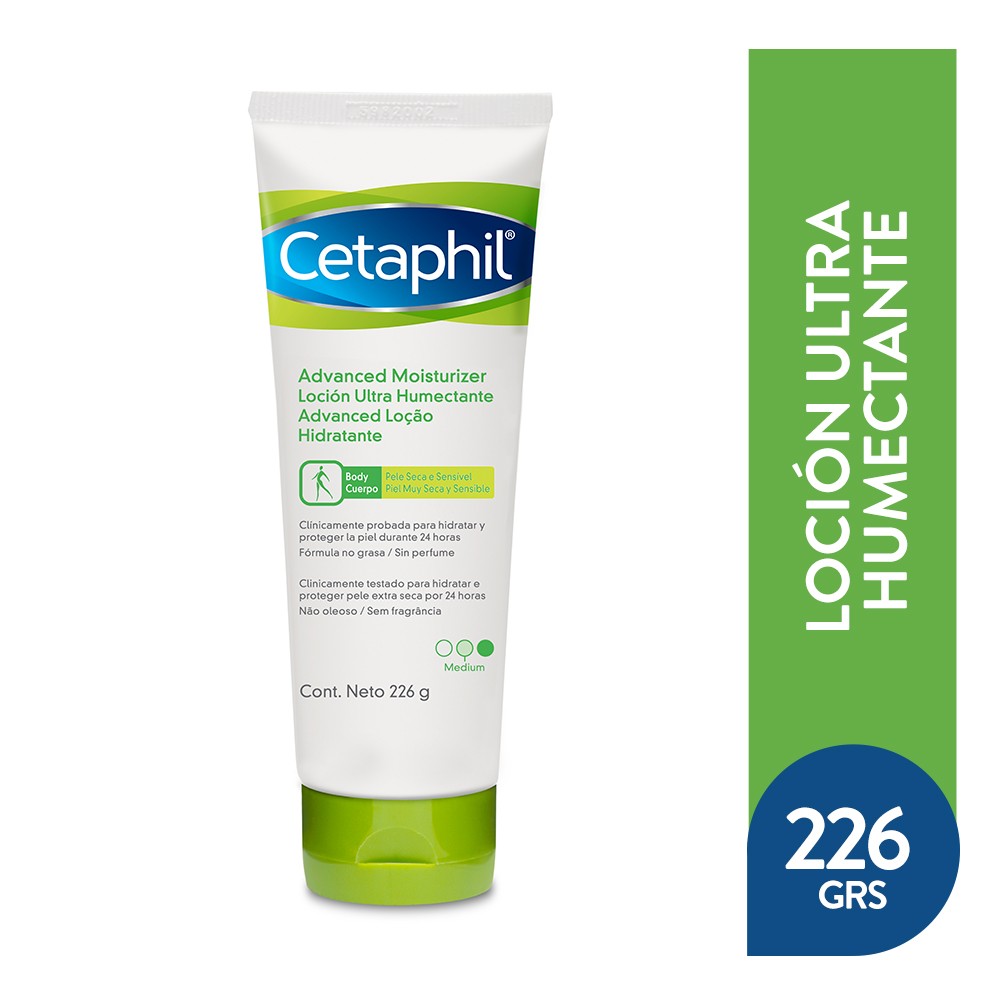 Cetaphil®
Advanced Moisturizer
Loción Ultra Humectante
Advanced Loção
Hidratante
Body
Cuerpo
Pele Seca e Sensível
Piel Muy Seca y Sensible
Clínicamente probada para hidratar y
proteger la piel durante 24 horas
Fórmula no grasa / Sin perfume
Clinicamente testado para hidratar e
proteger pele extra seca por 24 horas
Não oleoso / Sem fragrância
Medium
Cont. Neto 226 g
LOCIÓN ULTRA
HUMECTANTE
226
GRS